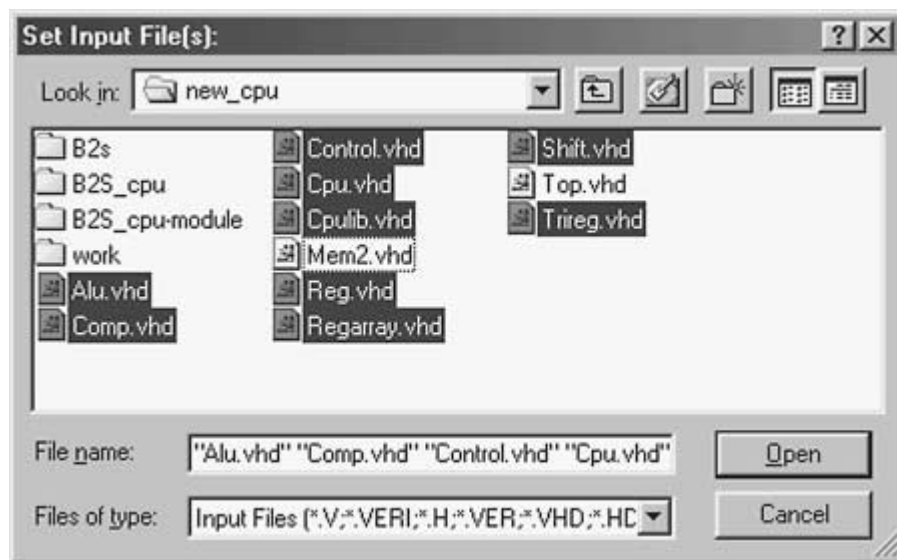 Set Input File(s):
Look in: new_cpu
B2s
B2S_cpu
B2S_cpu-module
work
Alu.vhd
Comp.vhd
Control.vhd
Cpu.vhd
Cpulib.vhd
Mem2.vhd
Reg.vhd
Regarray.vhd
Shift.vhd
Top.vhd
Trireg.vhd
File name: "Alu.vhd" "Comp.vhd" "Control.vhd" "Cpu.vhd"
Open
Files of type: Input Files (*.V;*.VERI;*.H;*.VER;*.VHD;*.HD
Cancel